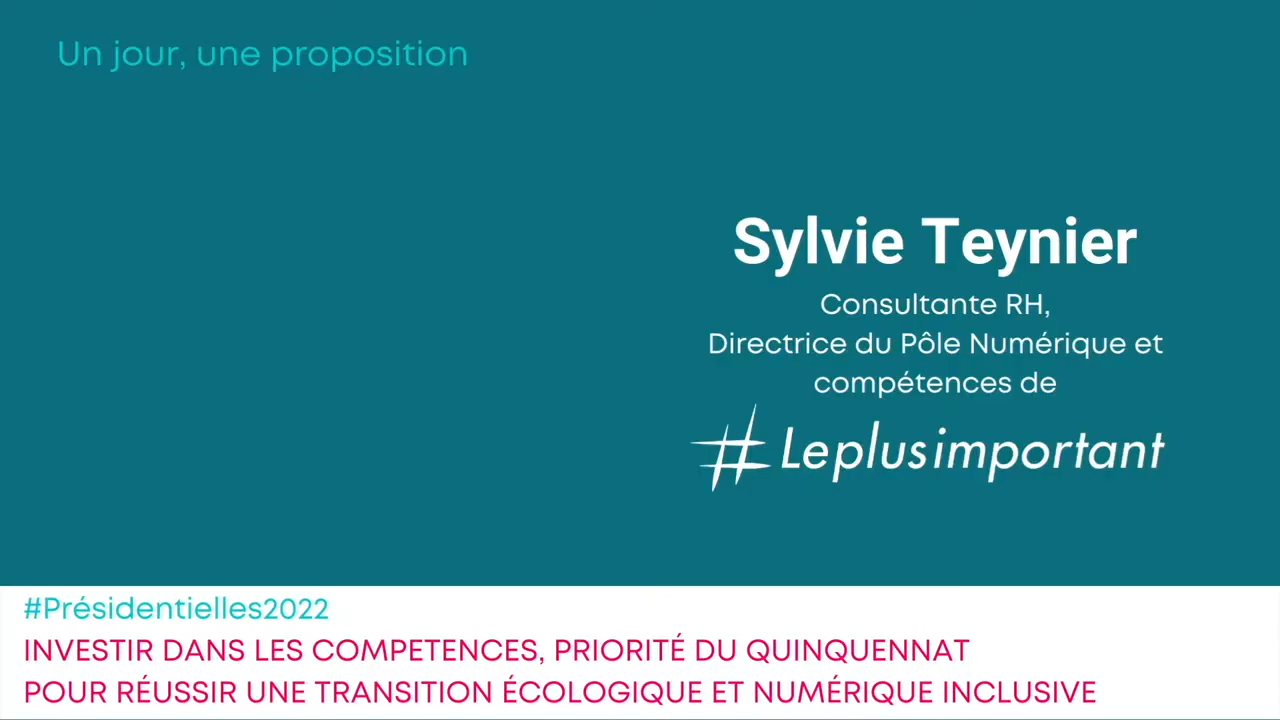 Un jour, une proposition
Sylvie Teynier
Consultante RH,
Directrice du Pôle Numérique et
compétences de
#Leplusimportant
#Présidentielles2022
INVESTIR DANS LES COMPETENCES, PRIORITÉ DU QUINQUENNAT
POUR RÉUSSIR UNE TRANSITION ÉCOLOGIQUE ET NUMÉRIQUE INCLUSIVE